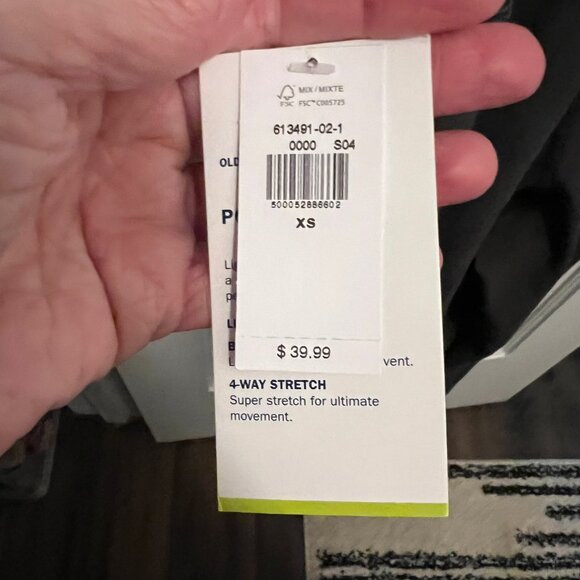 MIX / MIXTE
FSC FSC™ C005725
613491-02-1
0000 S04
OLD
500052886602
XS
$ 39.99
vent.
4-WAY STRETCH
Super stretch for ultimate
movement.